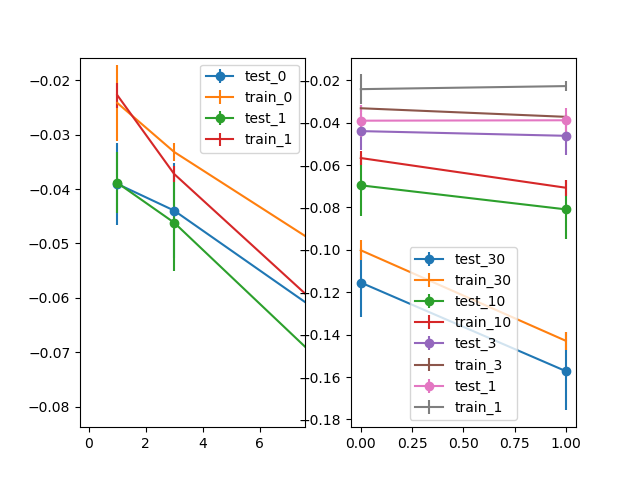 −0.02
−0.03
−0.04
−0.05
−0.06
−0.07
−0.08
0
2
4
6
test_0
train_0
test_1
train_1
−0.02
−0.04
−0.06
−0.08
−0.10
−0.12
−0.14
−0.16
−0.18
0.00
0.25
0.50
0.75
1.00
test_30
train_30
test_10
train_10
test_3
train_3
test_1
train_1